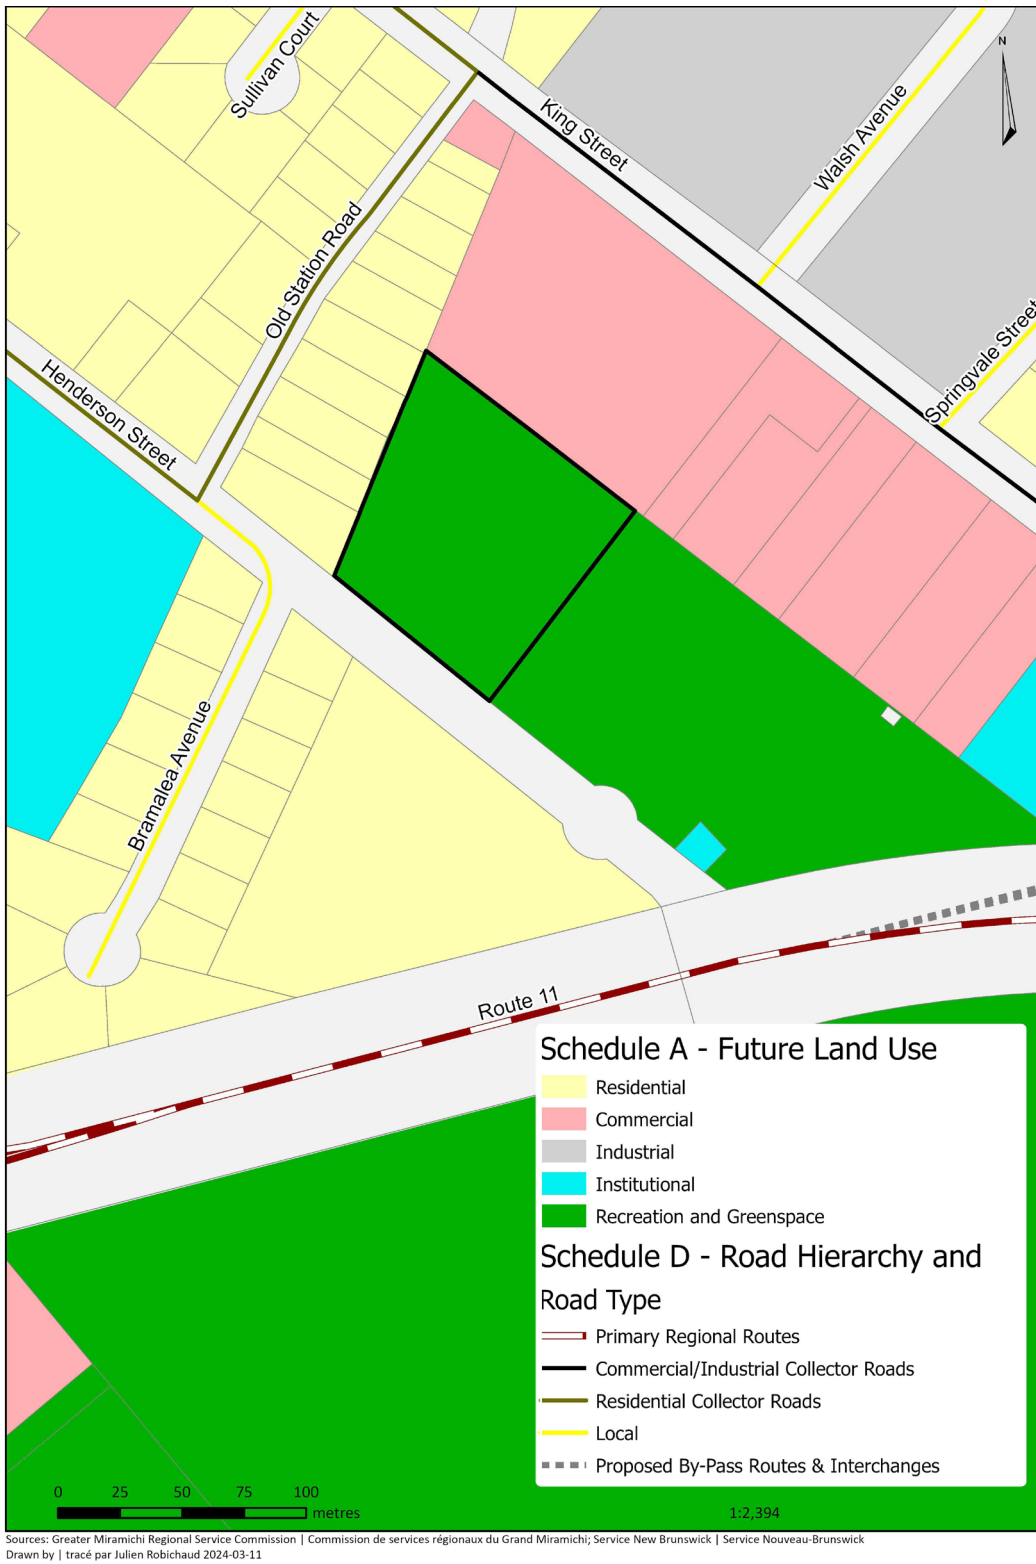 N
Sullivan Court
King Street
Walsh Avenue
Old Station Road
Springvale Street
Henderson Street
Bramalea Avenue
Route 11
Schedule A - Future Land Use
Residential
Commercial
Industrial
Institutional
Recreation and Greenspace
Schedule D - Road Hierarchy and
Road Type
Primary Regional Routes
Commercial/Industrial Collector Roads
Residential Collector Roads
Local
Proposed By-Pass Routes & Interchanges
0 25 50 75 100
metres
1:2,394
Sources: Greater Miramichi Regional Service Commission | Commission de services régionaux du Grand Miramichi; Service New Brunswick | Service Nouveau-Brunswick
Drawn by | tracé par Julien Robichaud 2024-03-11